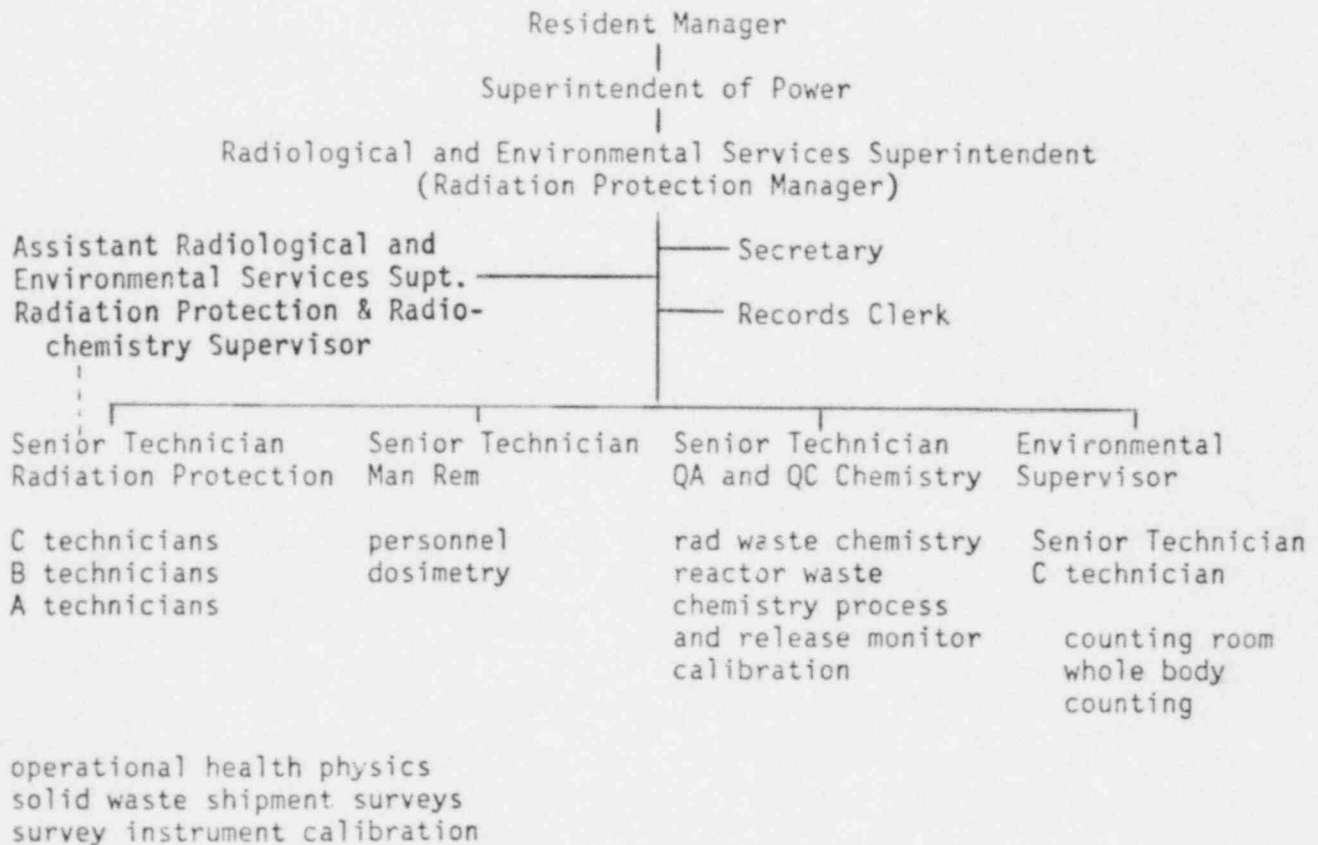 Resident Manager
Superintendent of Power
Radiological and Environmental Services Superintendent
(Radiation Protection Manager)
Assistant Radiological and
Environmental Services Supt.
Radiation Protection & Radio-
chemistry Supervisor
Secretary
Records Clerk
Senior Technician
Radiation Protection
C technicians
B technicians
A technicians
operational health physics
solid waste shipment surveys
survey instrument calibration
Senior Technician
Man Rem
personnel
dosimetry
Senior Technician
QA and QC Chemistry
rad waste chemistry
reactor waste
chemistry process
and release monitor
calibration
Environmental
Supervisor
Senior Technician
C technician
counting room
whole body
counting